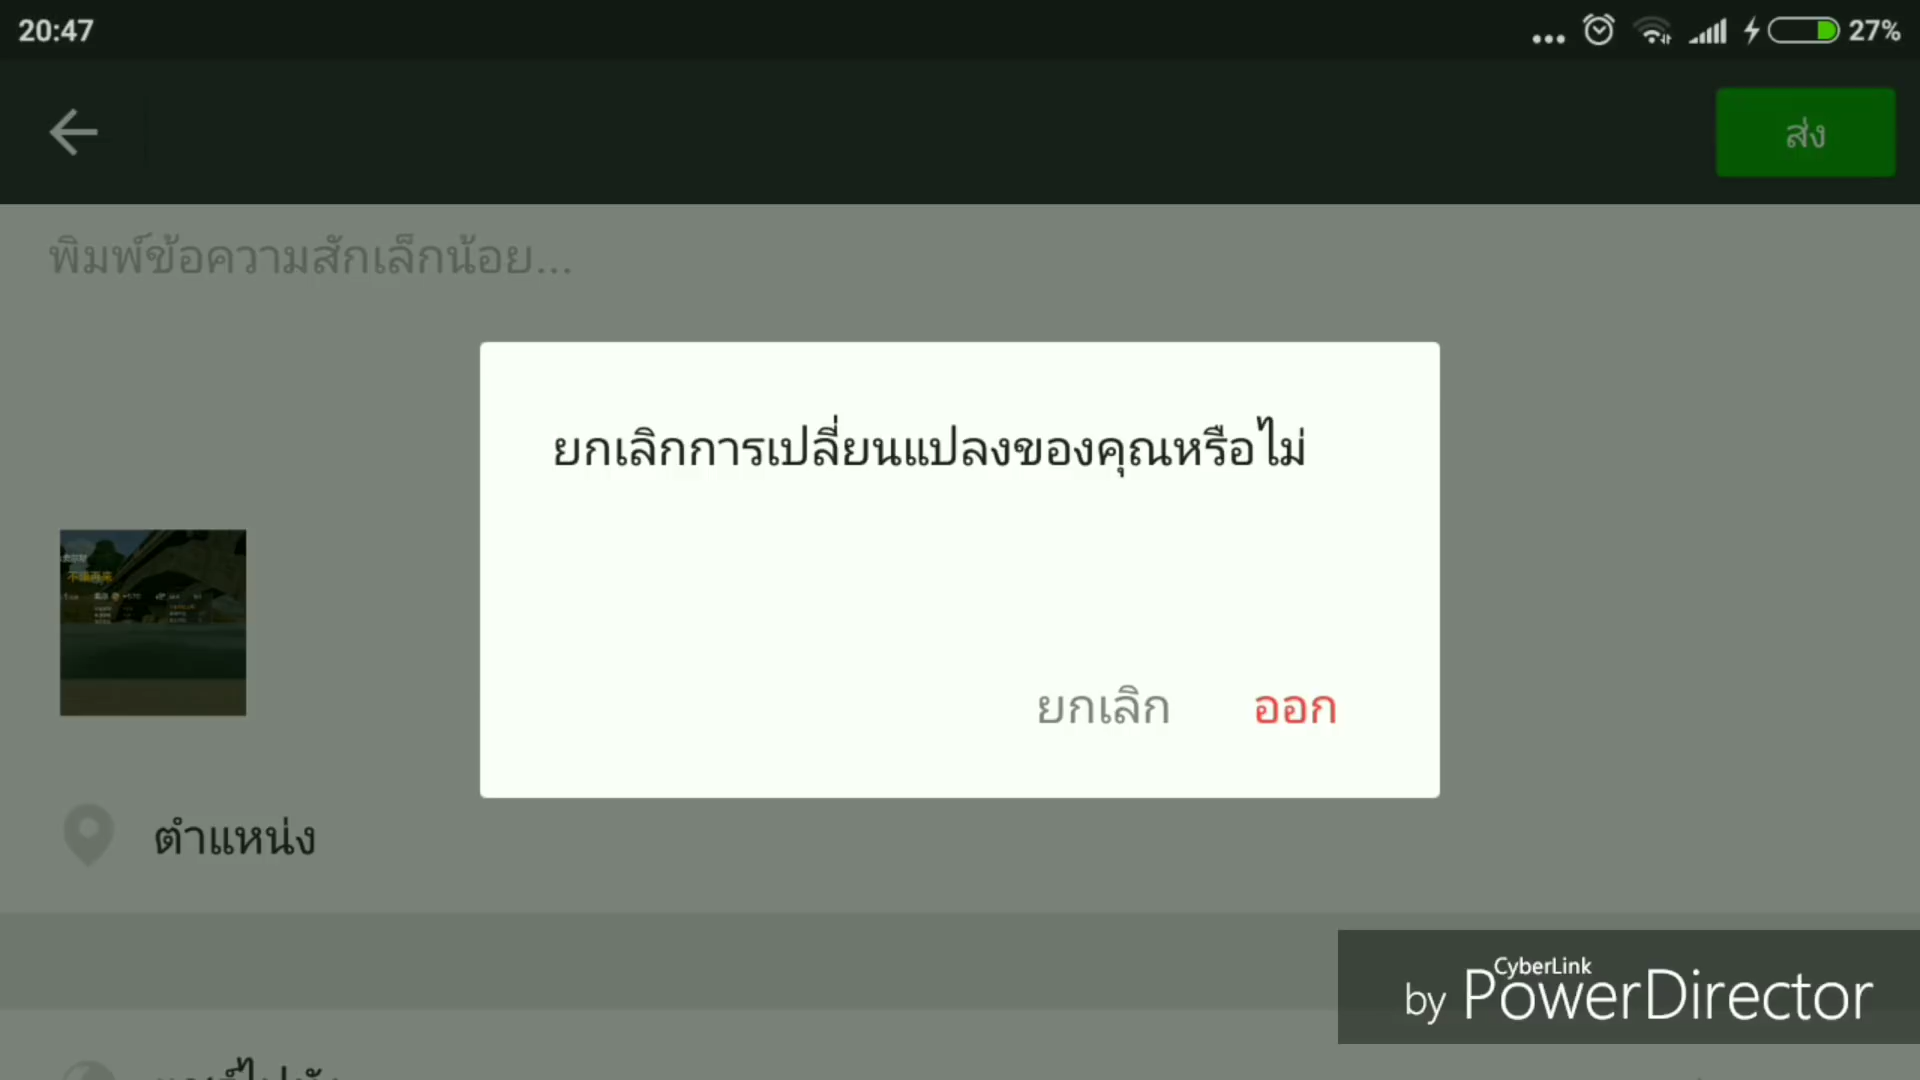 20:47
27%
ส่ง
พิมพ์ข้อความสักเล็กน้อย...
ยกเลิกการเปลี่ยนแปลงของคุณหรือไม่
ยกเลิก ออก
ตำแหน่ง
CyberLink
by PowerDirector